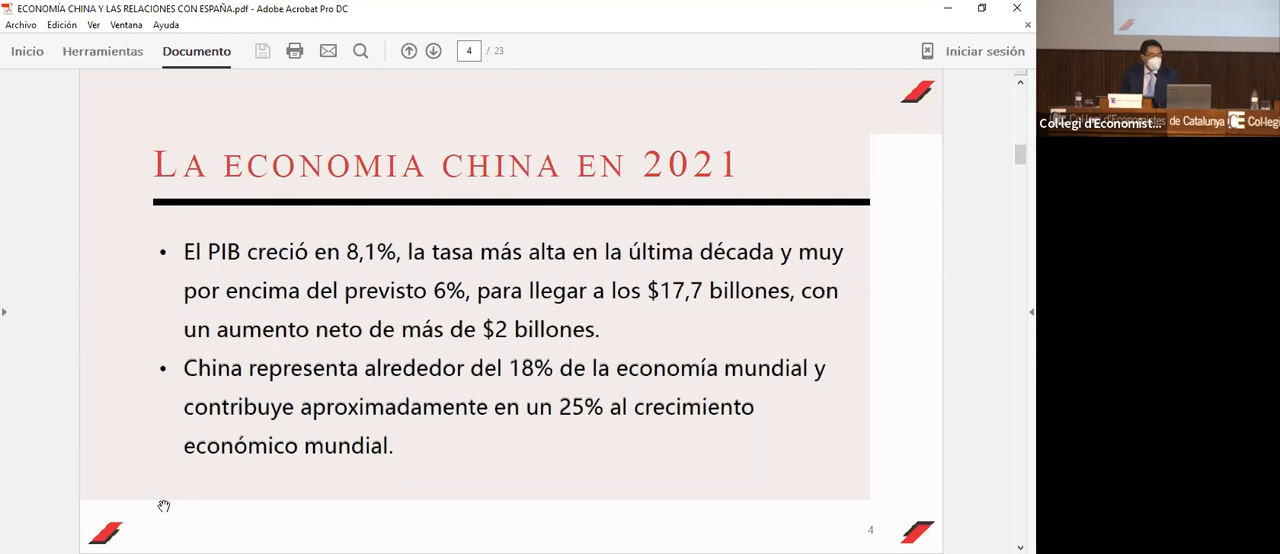 ECONOMÍA CHINA Y LAS RELACIONES CON ESPAÑA.pdf - Adobe Acrobat Pro DC
Archivo Edición Ver Ventana Ayuda
Inicio Herramientas Documento 4 / 23 Iniciar sesión
LA ECONOMIA CHINA EN 2021
• El PIB creció en 8,1%, la tasa más alta en la última década y muy
por encima del previsto 6%, para llegar a los $17,7 billones, con
un aumento neto de más de $2 billones.
• China representa alrededor del 18% de la economía mundial y
contribuye aproximadamente en un 25% al crecimiento
económico mundial.
4
Col·legi d'Economist...
Col·legi d'Economistes de Catalunya CE Col·legi